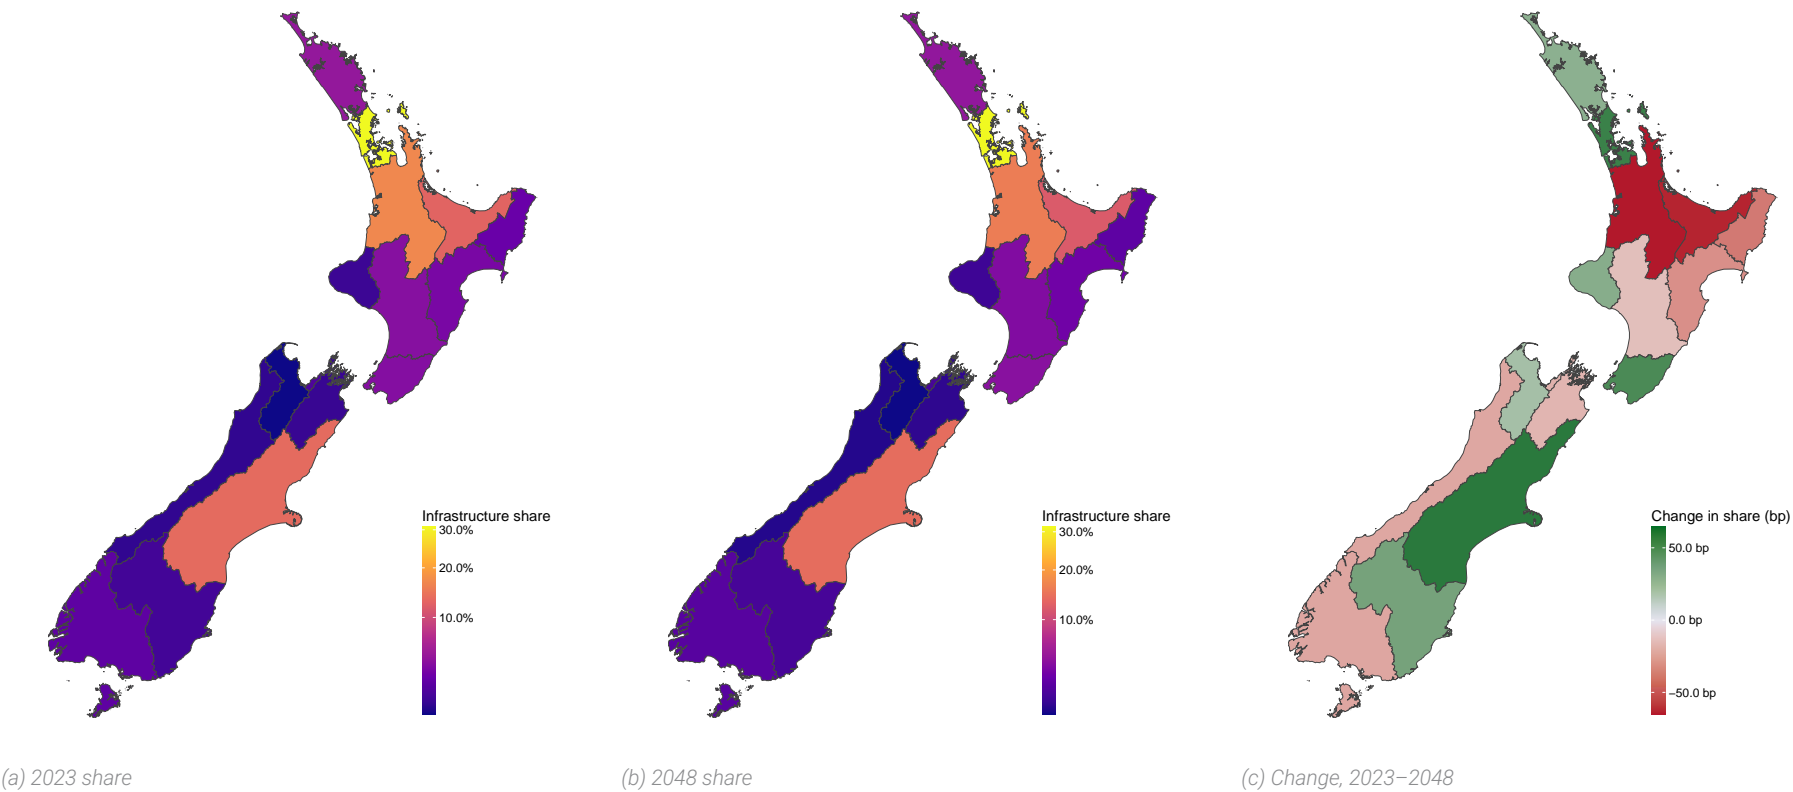 Infrastructure share
30.0%
20.0%
10.0%
(a) 2023 share
Infrastructure share
30.0%
20.0%
10.0%
(b) 2048 share
Change in share (bp)
50.0 bp
0.0 bp
−50.0 bp
(c) Change, 2023–2048